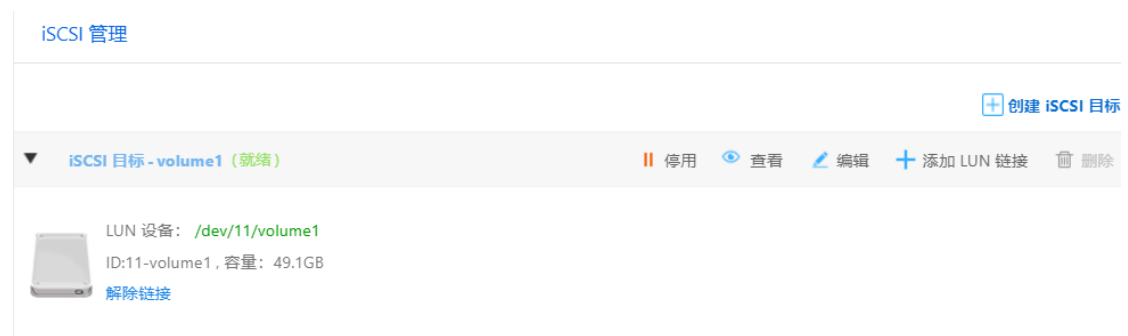 iSCSI 管理
创建 iSCSI 目标
iSCSI 目标 - volume1（就绪） 停用 查看 编辑 添加 LUN 链接 删除
LUN 设备： /dev/11/volume1
ID:11-volume1 , 容量：49.1GB
解除链接